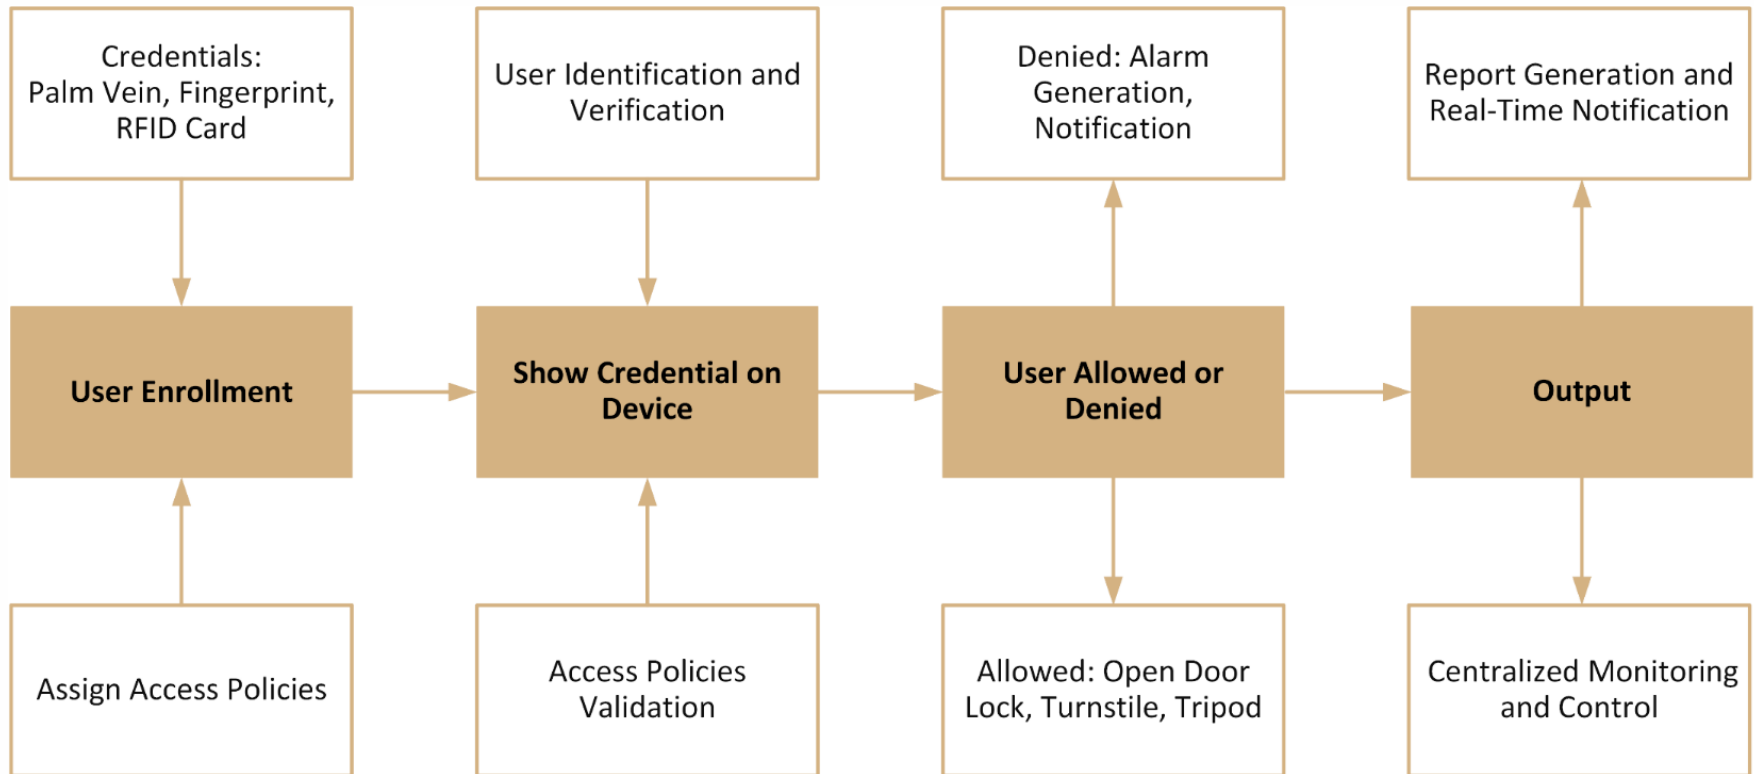 Credentials:
Palm Vein, Fingerprint,
RFID Card
User Identification and
Verification
Denied: Alarm
Generation,
Notification
Report Generation and
Real-Time Notification
User Enrollment
Show Credential on
Device
User Allowed or
Denied
Output
Assign Access Policies
Access Policies
Validation
Allowed: Open Door
Lock, Turnstile, Tripod
Centralized Monitoring
and Control